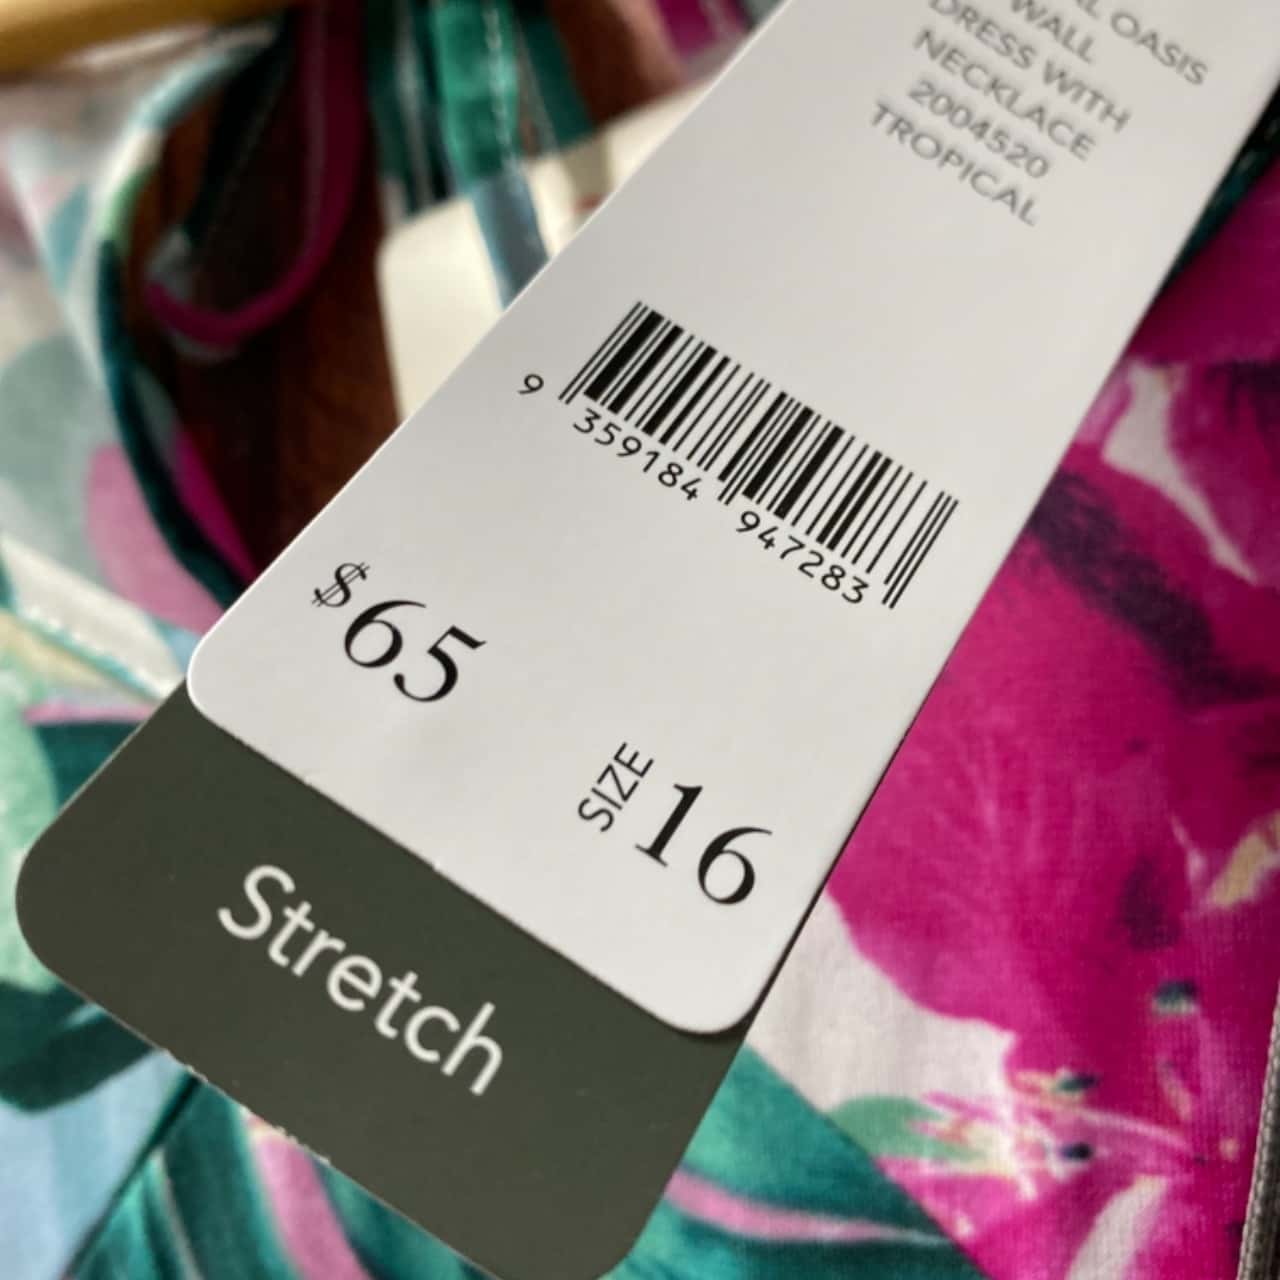 OASIS
WALL
DRESS WITH
NECKLACE
2004520
TROPICAL
9 359184 947283
$65
SIZE 16
Stretch